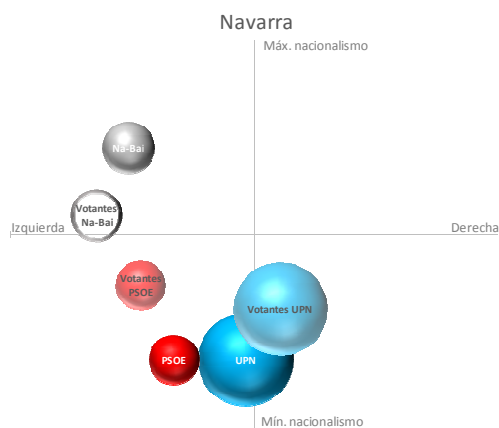 Navarra
Máx. nacionalismo
Na-Bai
Votantes
Na-Bai
Izquierda
Derecha
Votantes
PSOE
Votantes UPN
PSOE
UPN
Mín. nacionalismo